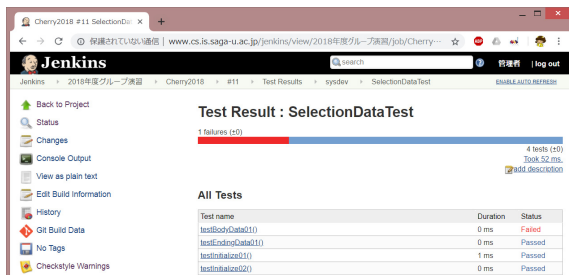 Cherry2018 #11 SelectionDat
保護されていない通信 | www.cs.is.saga-u.ac.jp/jenkins/view/2018年度グループ演習/job/Cherry…
Jenkins
search
管理者 | log out
Jenkins 2018年度グループ演習 Cherry2018 #11 Test Results sysdev SelectionDataTest
ENABLE AUTO REFRESH
Back to Project
Status
Changes
Console Output
View as plain text
Edit Build Information
History
Git Build Data
No Tags
Checkstyle Warnings
Test Result : SelectionDataTest
1 failures (±0)
4 tests (±0)
Took 52 ms.
add description
All Tests
Test name Duration Status
testBodyData01() 0 ms Failed
testEndingData01() 0 ms Passed
testInitialize01() 1 ms Passed
testInitialize02() 0 ms Passed